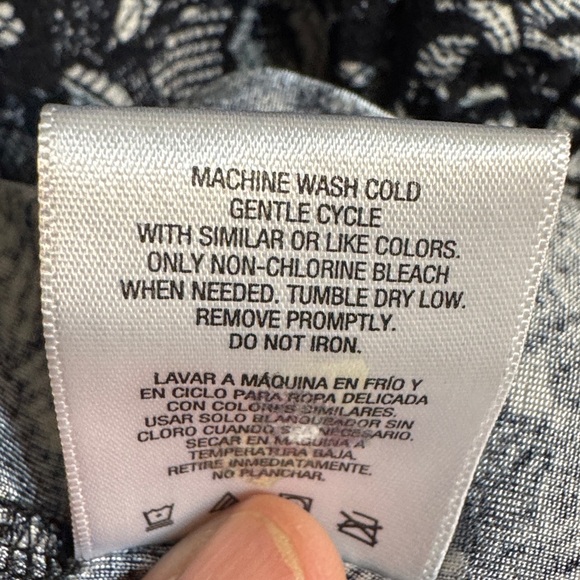 MACHINE WASH COLD
GENTLE CYCLE
WITH SIMILAR OR LIKE COLORS.
ONLY NON-CHLORINE BLEACH
WHEN NEEDED. TUMBLE DRY LOW.
REMOVE PROMPTLY.
DO NOT IRON.
LAVAR A MÁQUINA EN FRÍO Y
EN CICLO PARA ROPA DELICADA
CON COLORES SIMILARES.
USAR SOLO BLANQUEADOR SIN
CLORO CUANDO SEA NECESARIO.
SECAR EN MÁQUINA A
TEMPERATURA BAJA.
RETIRE INMEDIATAMENTE.
NO PLANCHAR.